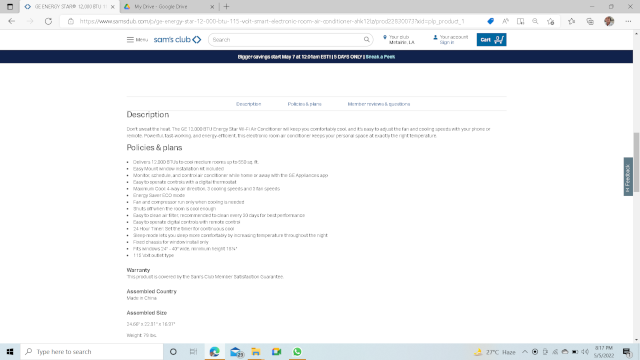 GE ENERGY STAR® 12,000 BTU 11
My Drive - Google Drive
https://www.samsclub.com/p/ge-energy-star-12-000-btu-115-volt-smart-electronic-room-air-conditioner
Menu
sam's club
Search
Your club
Metairie, LA
Your account
Sign in
Cart
Bigger savings start May 7 at 12:01am EST! | 5 DAYS ONLY | Sneak a Peek
Description
Policies & plans
Member reviews & questions
Description
Don't sweat the heat. The GE 12,000 BTU Energy Star Wi-Fi Air Conditioner will keep you comfortably cool, and it's easy to adjust the fan and cooling speeds with your phone or
remote. Powerful, fast-working, and energy efficient, this electronic room air conditioner keeps your personal space at exactly the right temperature.
Policies & plans
Delivers 12,000 BTUs to cool medium rooms, up to 550 sq. ft.
Easy Mount window installation kit included
Monitor, schedule, and control air conditioner while home or away with the GE Appliances app
Easy to operate controls with a digital thermostat
Maximum Cool: 4-way air direction, 3 cooling speeds and 3 fan speeds
Energy Saver ECO mode
Fan and compressor run only when cooling is needed
Shuts off when the room is cool enough
Easy to clean air filter, recommended to clean every 30 days for best performance
Easy to operate digital controls with remote control
24 Hour Timer: Set the timer for continuous cool
Sleep mode lets you sleep more comfortably by increasing temperature throughout the night
Fixed chassis for window install only
Fits windows 24" - 40" wide, minimum height 15¼"
115 volt outlet type
Warranty
This product is covered by the Sam's Club Member Satisfaction Guarantee.
Assembled Country
Made in China
Assembled Size
Weight: 79 lbs.
Feedback
Type here to search
27°C Haze
8:17 PM
5/5/2022